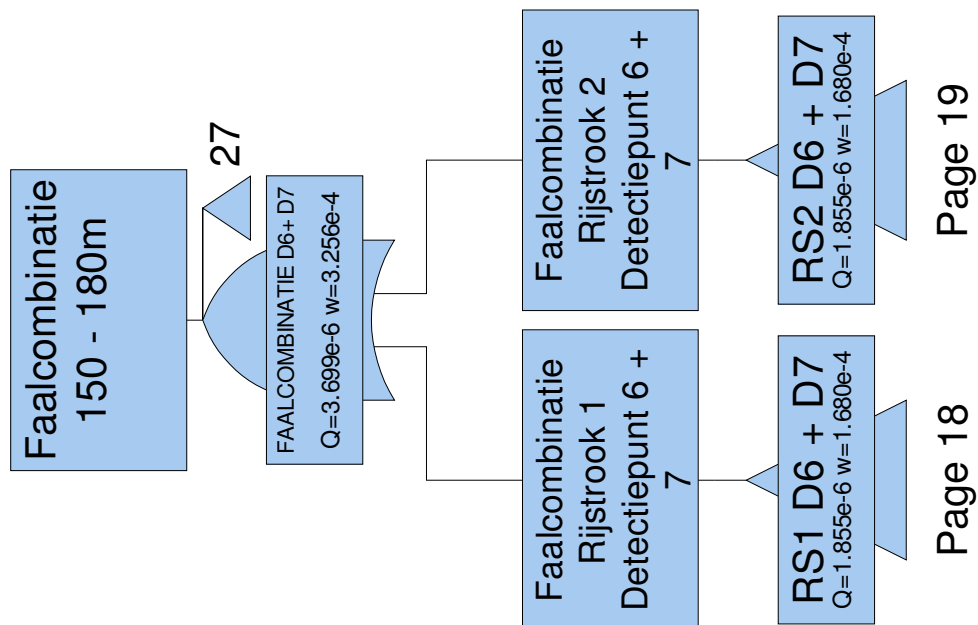 Faalcombinatie
150 - 180m
27
FAALCOMBINATIE D6+ D7
Q=3.699e-6 w=3.256e-4
Faalcombinatie
Rijstrook 1
Detectiepunt 6 +
7
RS1 D6 + D7
Q=1.855e-6 w=1.680e-4
Page 18
Faalcombinatie
Rijstrook 2
Detectiepunt 6 +
7
RS2 D6 + D7
Q=1.855e-6 w=1.680e-4
Page 19